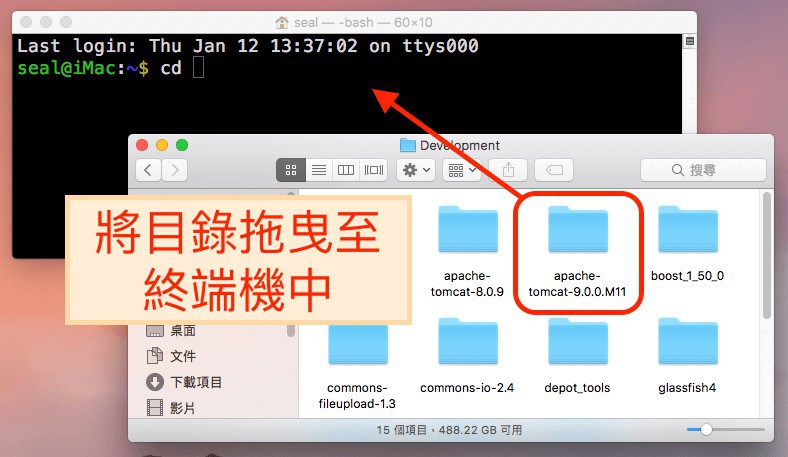 seal — -bash — 60×10
Last login: Thu Jan 12 13:37:02 on ttys000
seal@iMac:~$ cd
Development
搜尋
將目錄拖曳至
終端機中
apache-
tomcat-8.0.9
apache-
tomcat-9.0.0.M11
boost_1_50_0
桌面
文件
下載項目
影片
commons-
fileupload-1.3
commons-io-2.4
depot_tools
glassfish4
15 個項目，488.22 GB 可用